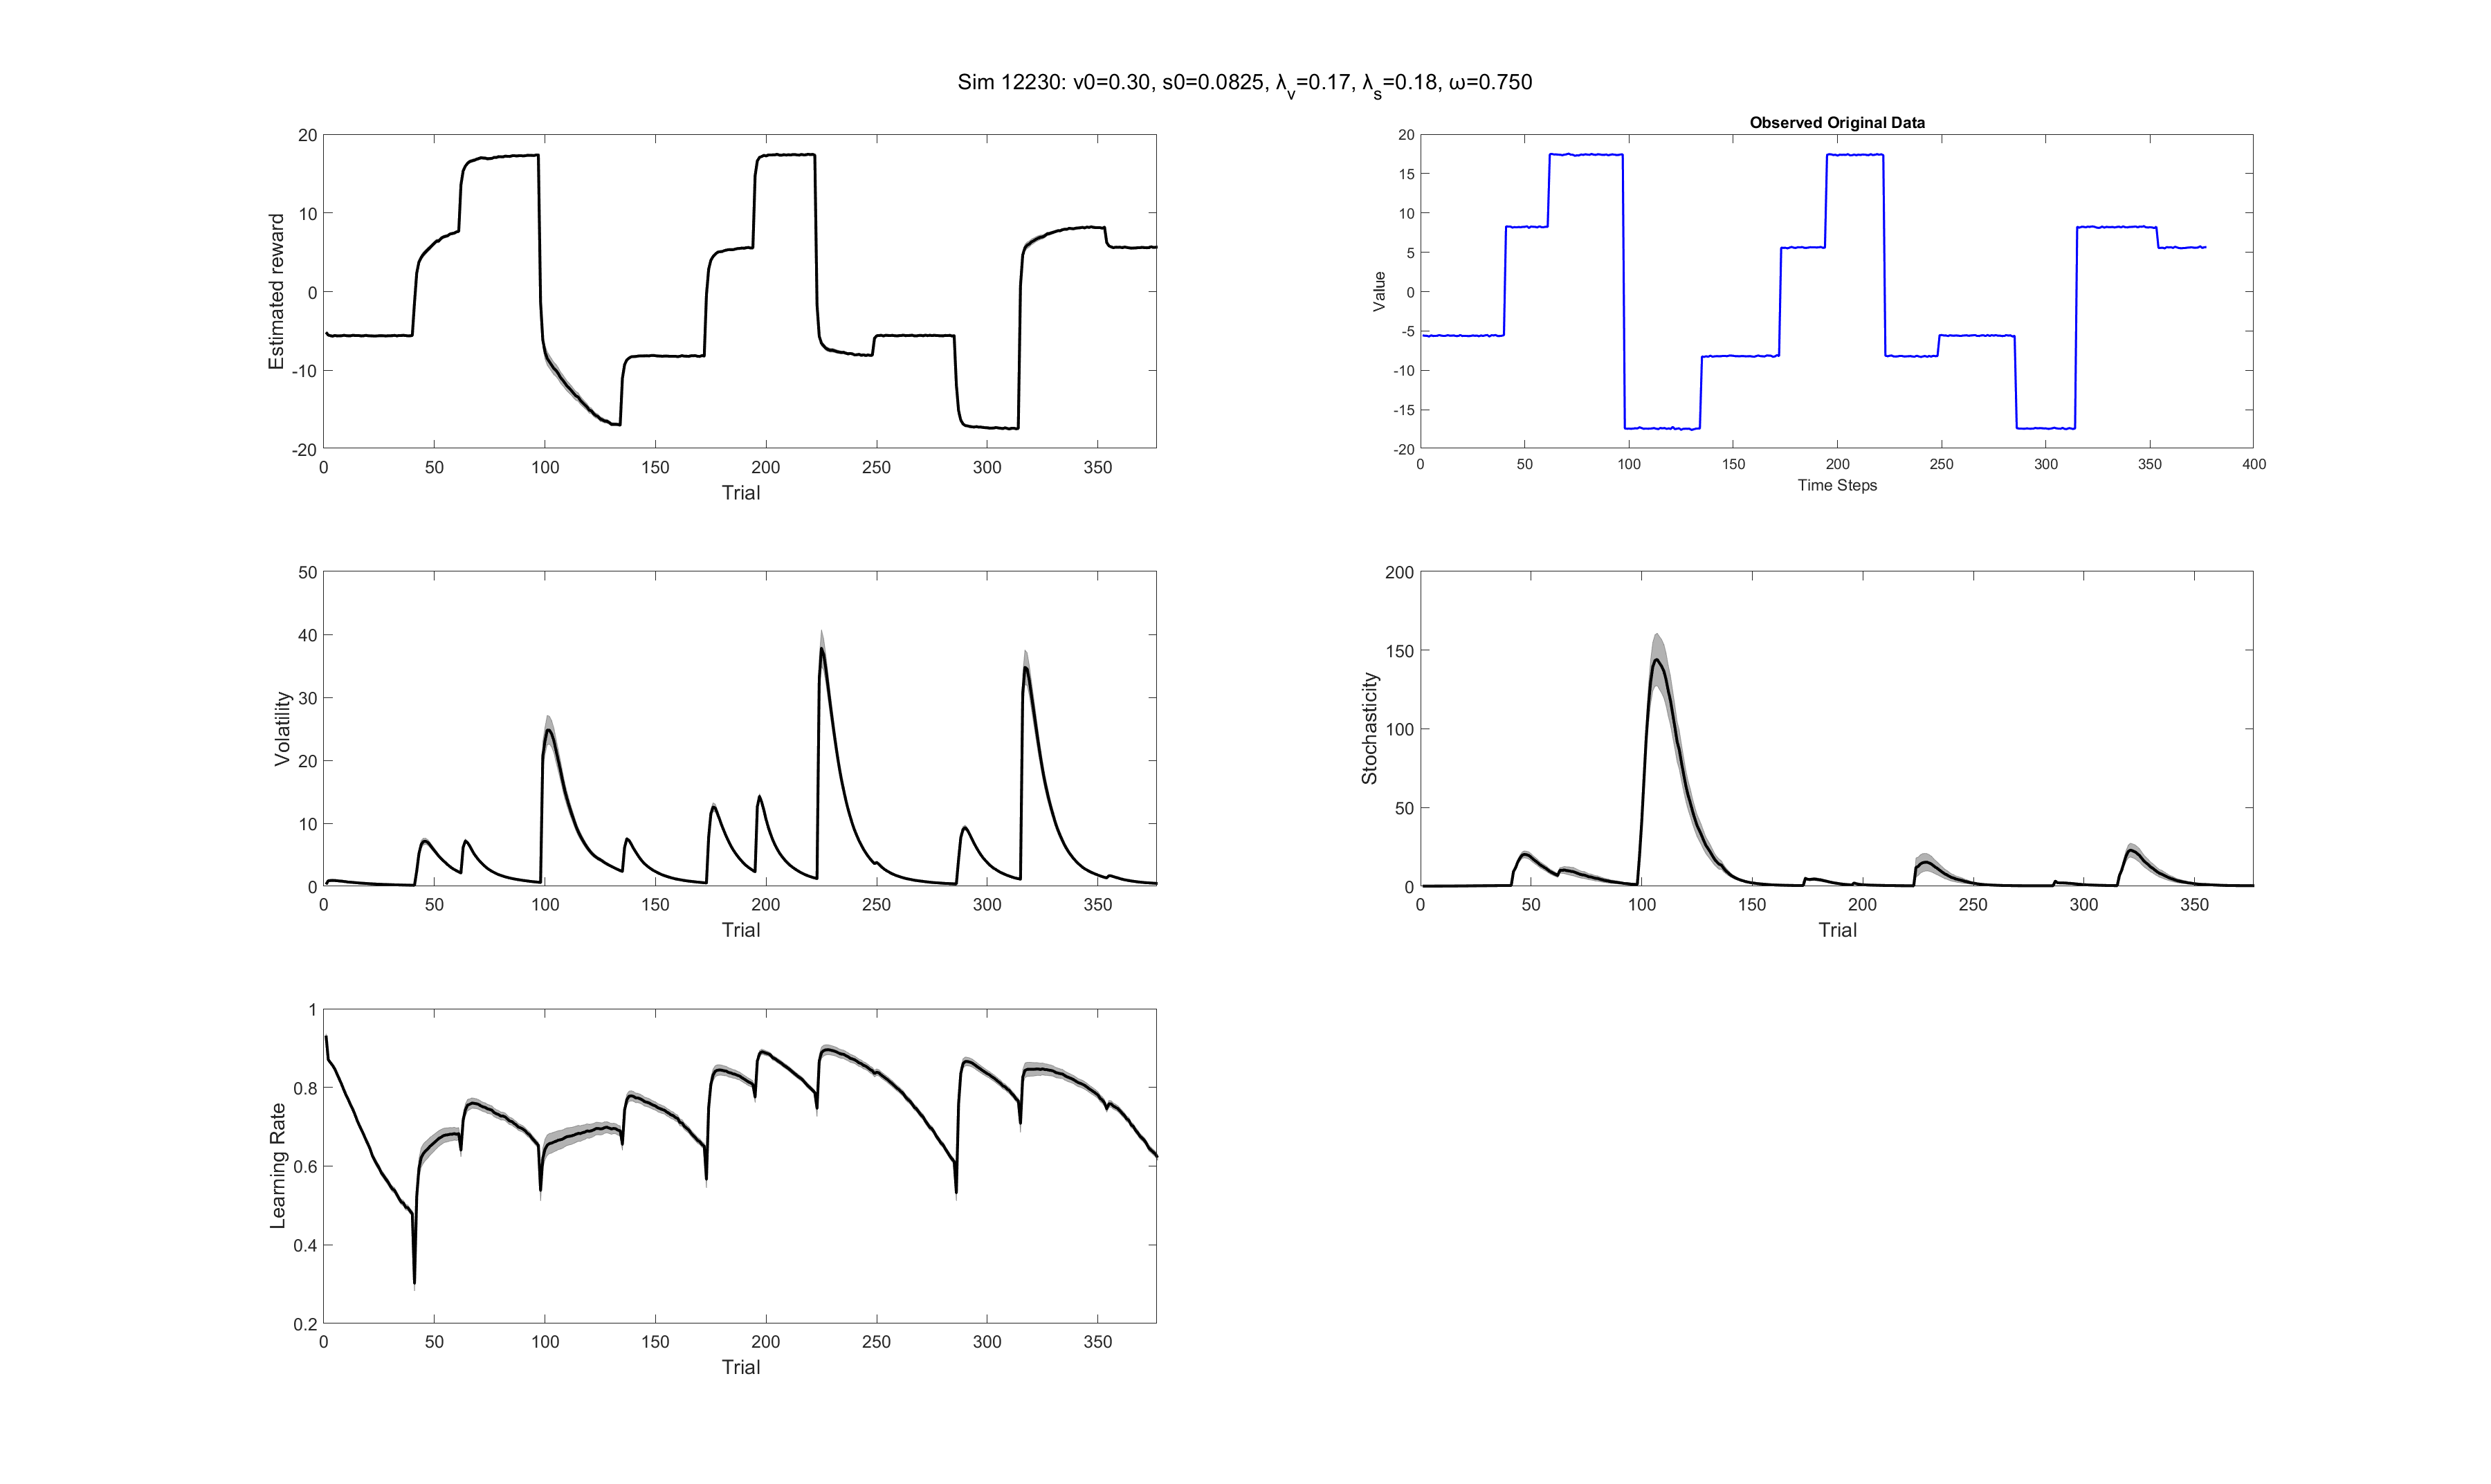 Sim 12230: v0=0.30, s0=0.0825, λv=0.17, λs=0.18, ω=0.750
Estimated reward
20
10
0
-10
-20
0 50 100 150 200 250 300 350
Trial
Observed Original Data
Value
20
15
10
5
0
-5
-10
-15
-20
0 50 100 150 200 250 300 350 400
Time Steps
Volatility
50
40
30
20
10
0
0 50 100 150 200 250 300 350
Trial
Stochasticity
200
150
100
50
0
0 50 100 150 200 250 300 350
Trial
Learning Rate
1
0.8
0.6
0.4
0.2
0 50 100 150 200 250 300 350
Trial